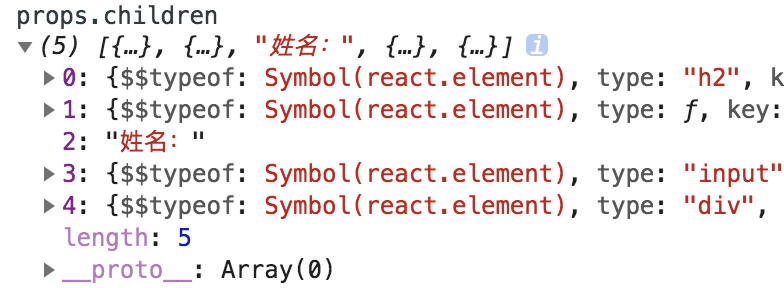 props.children
▼ (5) [{…}, {…}, "姓名：", {…}, {…}] i
▶ 0: {$$typeof: Symbol(react.element), type: "h2", k
▶ 1: {$$typeof: Symbol(react.element), type: ƒ, key:
2: "姓名："
▶ 3: {$$typeof: Symbol(react.element), type: "input"
▶ 4: {$$typeof: Symbol(react.element), type: "div",
length: 5
▶ __proto__: Array(0)